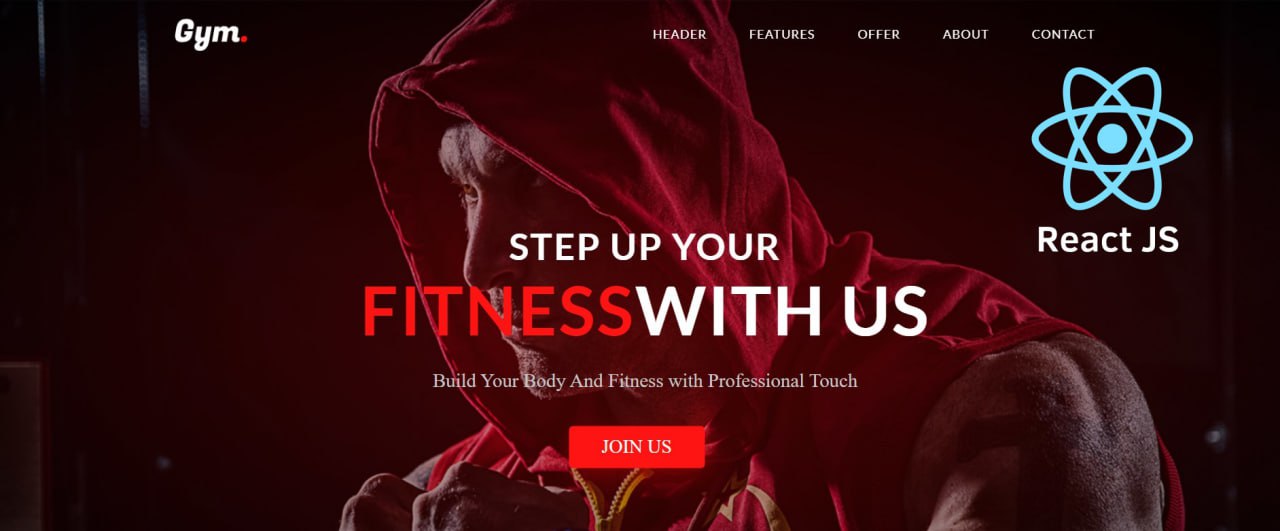 Gym.
HEADER FEATURES OFFER ABOUT CONTACT
React JS
STEP UP YOUR
FITNESSWITH US
Build Your Body And Fitness with Professional Touch
JOIN US